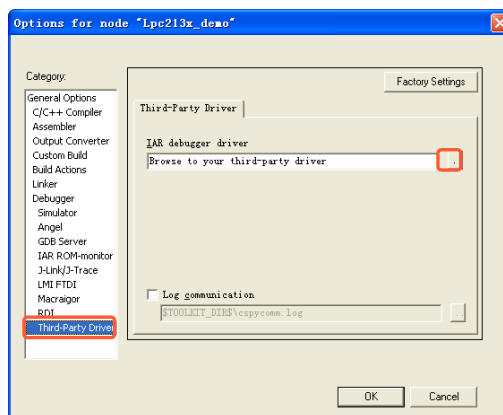 Options for node "Lpc213x_demo"
Category:
Factory Settings
General Options
C/C++ Compiler
Assembler
Output Converter
Custom Build
Build Actions
Linker
Debugger
Simulator
Angel
GDB Server
IAR ROM-monitor
J-Link/J-Trace
LMI FTDI
Macraigor
RDI
Third-Party Driver
Third-Party Driver
IAR debugger driver
Browse to your third-party driver
Log communication
$TOOLKIT_DIR$\cspycomm.log
OK
Cancel